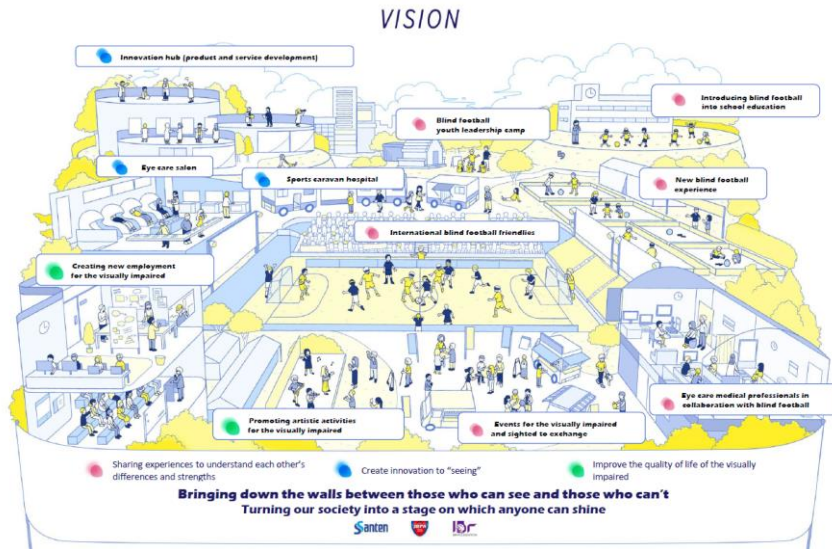 VISION
Innovation hub (product and service development)
Introducing blind football
into school education
Blind football
youth leadership camp
Eye care salon
Sports caravan hospital
New blind football
experience
International blind football friendlies
Creating new employment
for the visually impaired
Eye care medical professionals in
collaboration with blind football
Promoting artistic activities
for the visually impaired
Events for the visually impaired
and sighted to exchange
Sharing experiences to understand each other's
differences and strengths
Create innovation to "seeing"
Improve the quality of life of the visually
impaired
Bringing down the walls between those who can see and those who can't
Turning our society into a stage on which anyone can shine
Santen